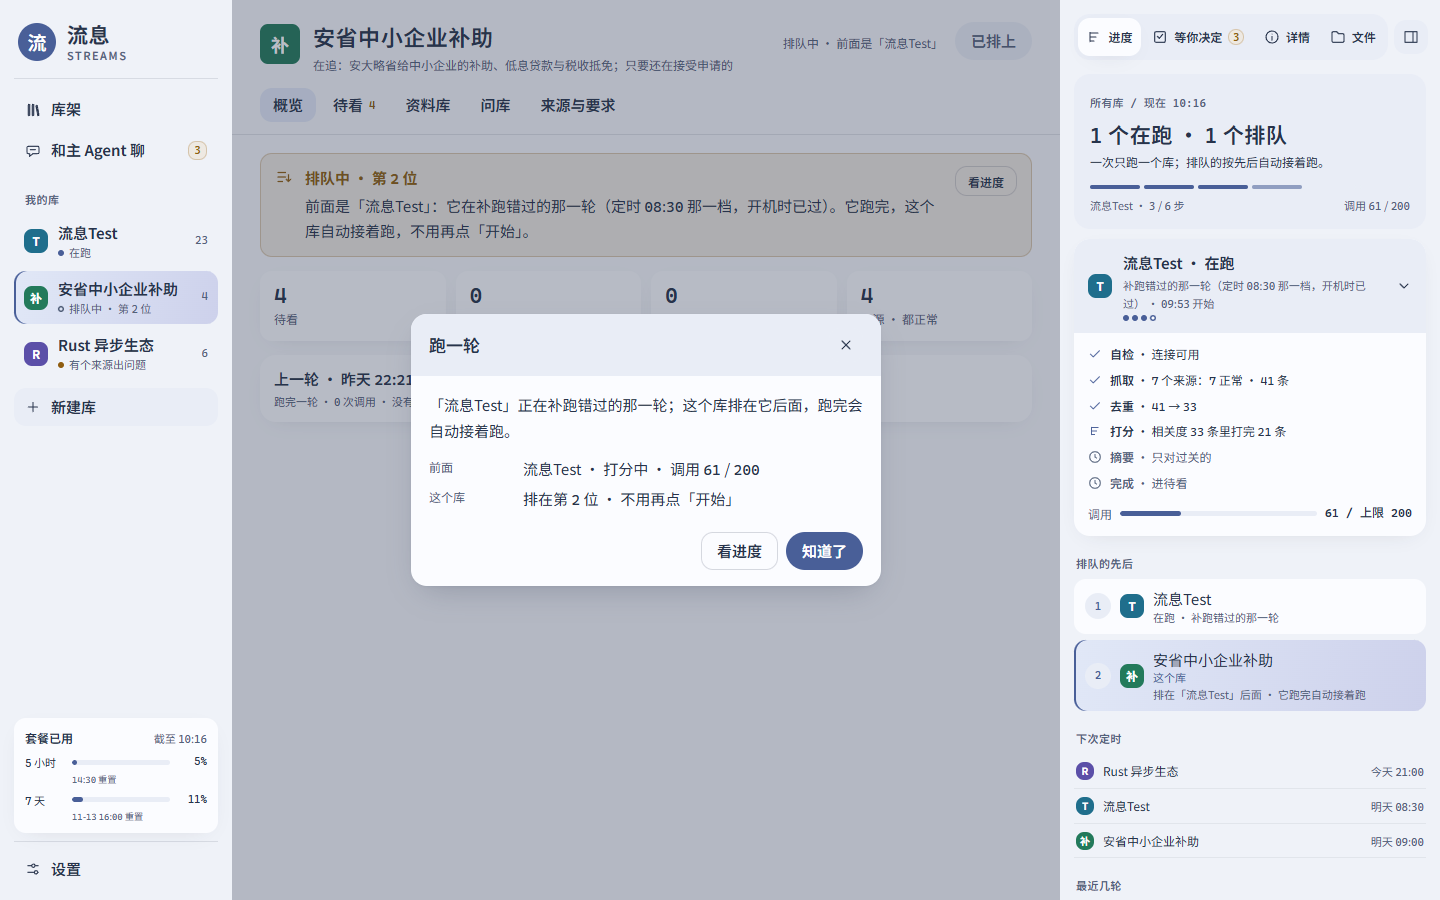 流
流息
STREAMS
库架
和主 Agent 聊
3
我的库
T
流息Test
23
在跑
补
安省中小企业补助
4
排队中 · 第 2 位
R
Rust 异步生态
6
有个来源出问题
新建库
套餐已用
截至 10:16
5 小时
5%
14:30 重置
7 天
11%
11-13 16:00 重置
设置
补
安省中小企业补助
在追：安大略省给中小企业的补助、低息贷款与税收抵免；只要还在接受申请的
排队中 · 前面是「流息Test」
已排上
概览
待看 4
资料库
问库
来源与要求
排队中 · 第 2 位
前面是「流息Test」：它在补跑错过的那一轮（定时 08:30 那一档，开机时已过）。它跑完，这个
库自动接着跑，不用再点「开始」。
看进度
4
待看
0
0
4
源 · 都正常
上一轮 · 昨天 22:21
跑完一轮 · 0 次调用 · 没有
跑一轮
「流息Test」正在补跑错过的那一轮；这个库排在它后面，跑完会
自动接着跑。
前面
流息Test · 打分中 · 调用 61 / 200
这个库
排在第 2 位 · 不用再点「开始」
看进度
知道了
进度
等你决定 3
详情
文件
所有库 / 现在 10:16
1 个在跑 · 1 个排队
一次只跑一个库；排队的按先后自动接着跑。
流息Test · 3 / 6 步
调用 61 / 200
T
流息Test · 在跑
补跑错过的那一轮（定时 08:30 那一档，开机时已
过） · 09:53 开始
自检 · 连接可用
抓取 · 7 个来源：7 正常 · 41 条
去重 · 41 → 33
打分 · 相关度 33 条里打完 21 条
摘要 · 只对过关的
完成 · 进待看
调用
61 / 上限 200
排队的先后
1
T
流息Test
在跑 · 补跑错过的那一轮
2
补
安省中小企业补助
这个库
排在「流息Test」后面 · 它跑完自动接着跑
下次定时
R
Rust 异步生态
今天 21:00
T
流息Test
明天 08:30
补
安省中小企业补助
明天 09:00
最近几轮